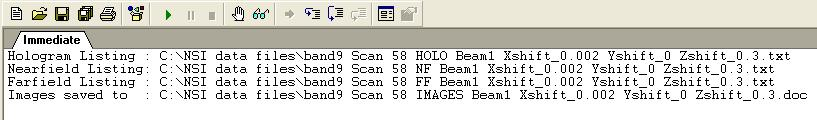 Immediate
Hologram Listing : C:\NSI data files\band9 Scan 58 HOLO Beam1 Xshift_0.002 Yshift_0 Zshift_0.3.txt
Nearfield Listing: C:\NSI data files\band9 Scan 58 NF Beam1 Xshift_0.002 Yshift_0 Zshift_0.3.txt
Farfield Listing : C:\NSI data files\band9 Scan 58 FF Beam1 Xshift_0.002 Yshift_0 Zshift_0.3.txt
Images saved to  : C:\NSI data files\band9 Scan 58 IMAGES Beam1 Xshift_0.002 Yshift_0 Zshift_0.3.doc